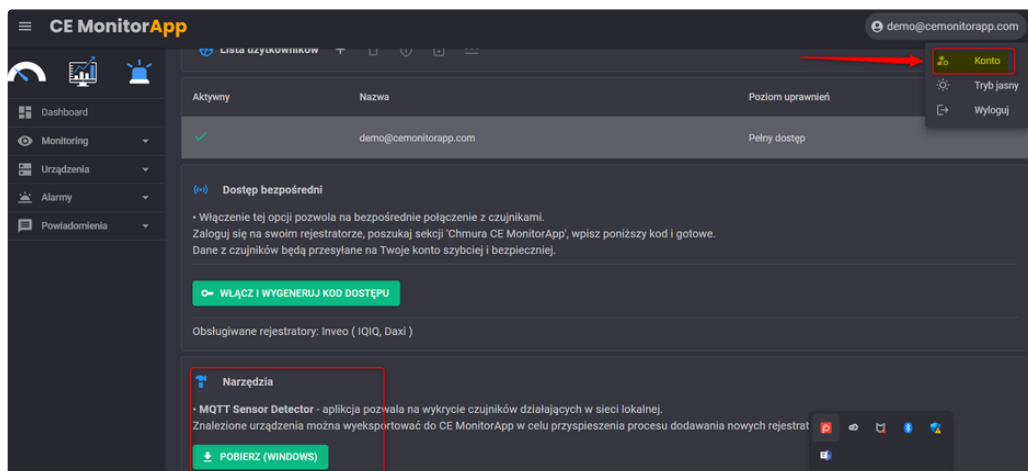 CE MonitorApp
demo@cemonitorapp.com
Konto
Tryb jasny
Wyloguj
Dashboard
Monitoring
Urządzenia
Alarmy
Powiadomienia
Lista użytkowników
Aktywny Nazwa Poziom uprawnień
demo@cemonitorapp.com Pełny dostęp
Dostęp bezpośredni
• Włączenie tej opcji pozwola na bezpośrednie połączenie z czujnikami.
Zaloguj się na swoim rejestratorze, poszukaj sekcji 'Chmura CE MonitorApp', wpisz poniższy kod i gotowe.
Dane z czujników będą przesyłane na Twoje konto szybciej i bezpieczniej.
WŁĄCZ I WYGENERUJ KOD DOSTĘPU
Obsługiwane rejestratory: Inveo ( IQIQ, Daxi )
Narzędzia
• MQTT Sensor Detector - aplikacja pozwala na wykrycie czujników działających w sieci lokalnej.
Znalezione urządzenia można wyeksportować do CE MonitorApp w celu przyspieszenia procesu dodawania nowych rejestrat
POBIERZ (WINDOWS)